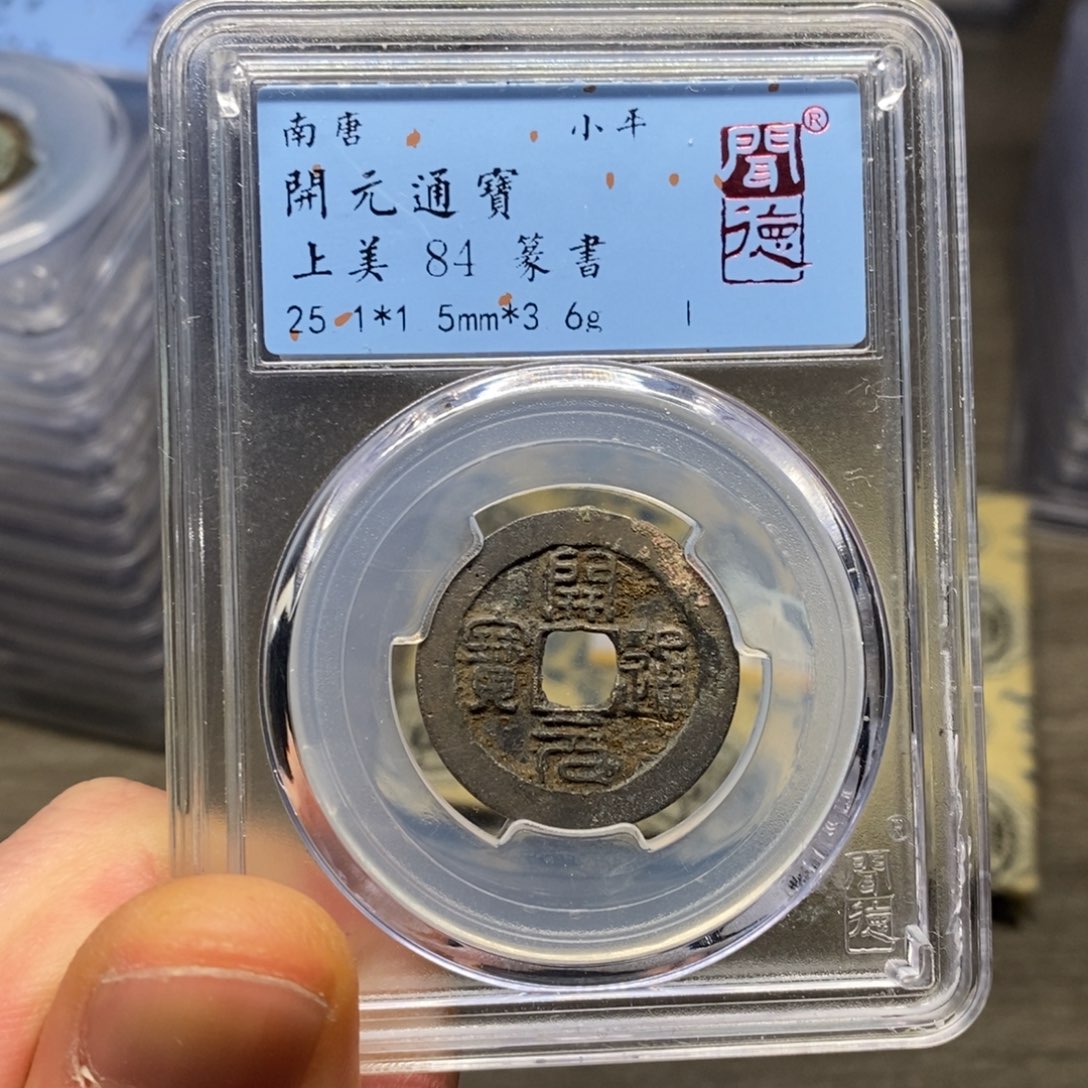 南唐 小平
開元通寶
上美 84 篆書
25 1*1 5mm*3 6g
聞德®
開元通寶
聞德